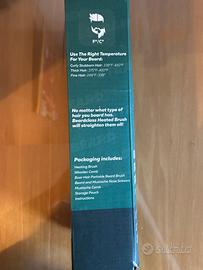 F°/C°
Use The Right Temperature
For Your Beard:
Curly Stubborn Hair:
Thick Hair:
Fine Hair:
No matter what type of
hair you beard has.
Beardclass Heated Brush
will straighten them all!
Packaging includes:
Heating Brush
Wooden Comb
Boar Hair Portable Beard Brush
Beard and Mustache Nose Scissors
Mustache Comb
Storage Pouch
Instructions
subito